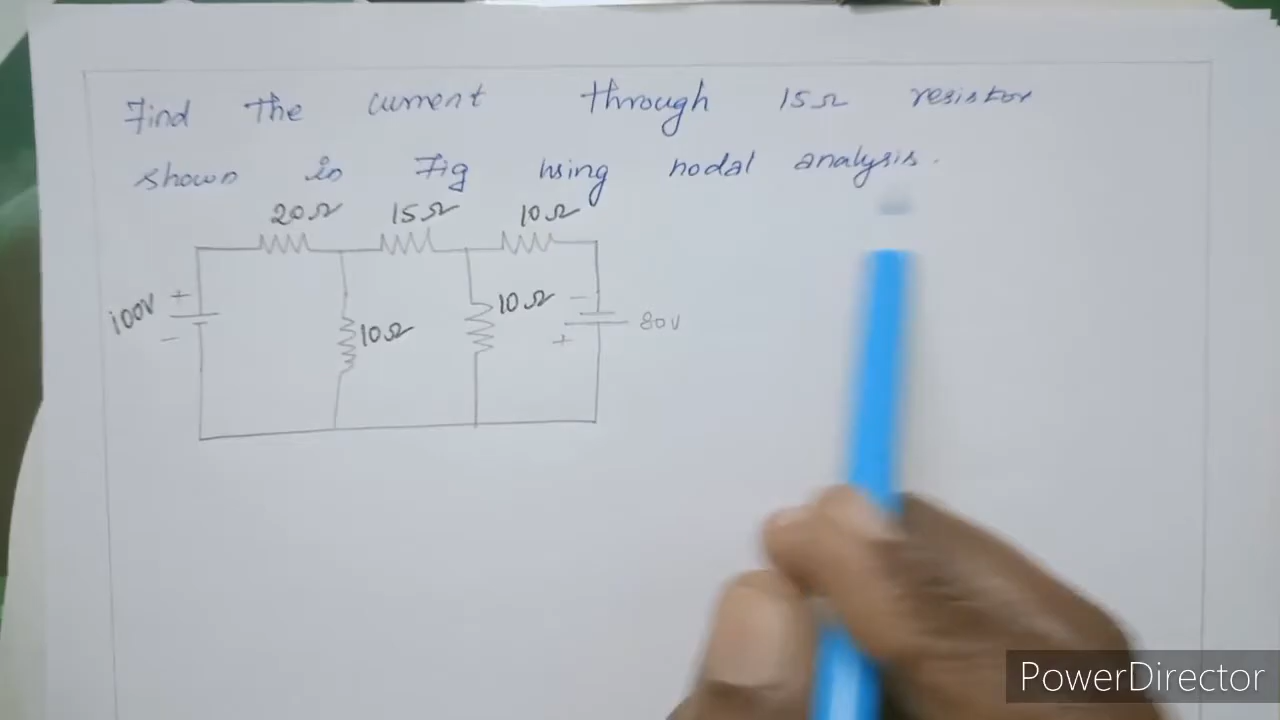 Find The current through 15Ω resistor
shown in Fig using nodal analysis.
20Ω 15Ω 10Ω
100V + - 10Ω 10Ω - + 80V
PowerDirector